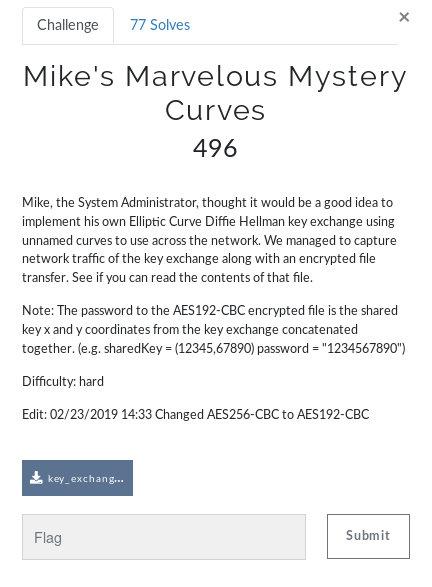 Challenge
77 Solves
×
Mike's Marvelous Mystery
Curves
496
Mike, the System Administrator, thought it would be a good idea to
implement his own Elliptic Curve Diffie Hellman key exchange using
unnamed curves to use across the network. We managed to capture
network traffic of the key exchange along with an encrypted file
transfer. See if you can read the contents of that file.
Note: The password to the AES192-CBC encrypted file is the shared
key x and y coordinates from the key exchange concatenated
together. (e.g. sharedKey = (12345,67890) password = "1234567890")
Difficulty: hard
Edit: 02/23/2019 14:33 Changed AES256-CBC to AES192-CBC
key_exchang...
Flag
Submit